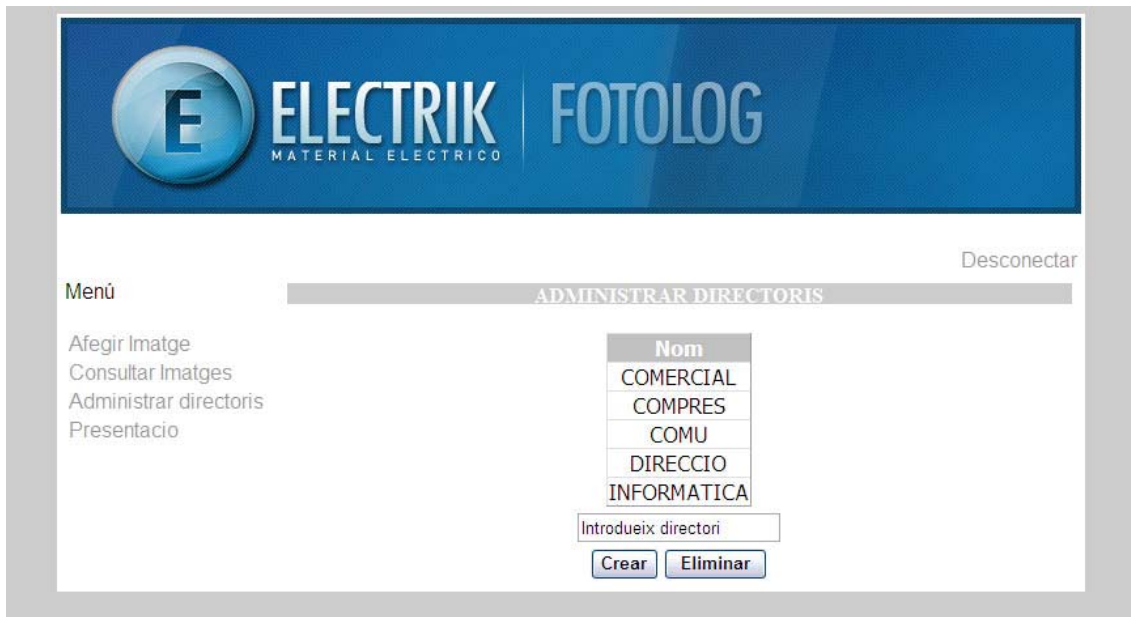 E ELECTRIK FOTOLOG
MATERIAL ELECTRICO
Desconectar
Menú
ADMINISTRAR DIRECTORIS
Afegir Imatge
Consultar Imatges
Administrar directoris
Presentacio
Nom
COMERCIAL
COMPRES
COMU
DIRECCIO
INFORMATICA
Introdueix directori
Crear Eliminar